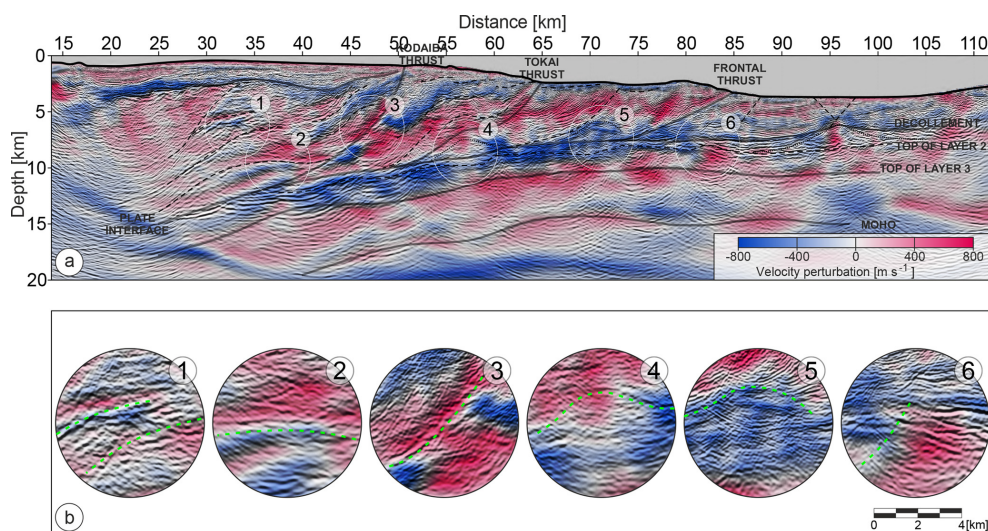 Distance [km]
14 20 25 30 35 40 45 50 55 60 65 70 75 80 85 90 95 100 105 110
KODAIBA
THRUST
TOKAI
THRUST
FRONTAL
THRUST
Depth [km]
0
5
10
15
20
1
2
3
4
5
6
DECOLLEMENT
TOP OF LAYER 2
TOP OF LAYER 3
PLATE
INTERFACE
MOHO
-800 -400 0 400 800
Velocity perturbation [m s⁻¹]
a
1 2 3 4 5 6
b
0 2 4 [km]